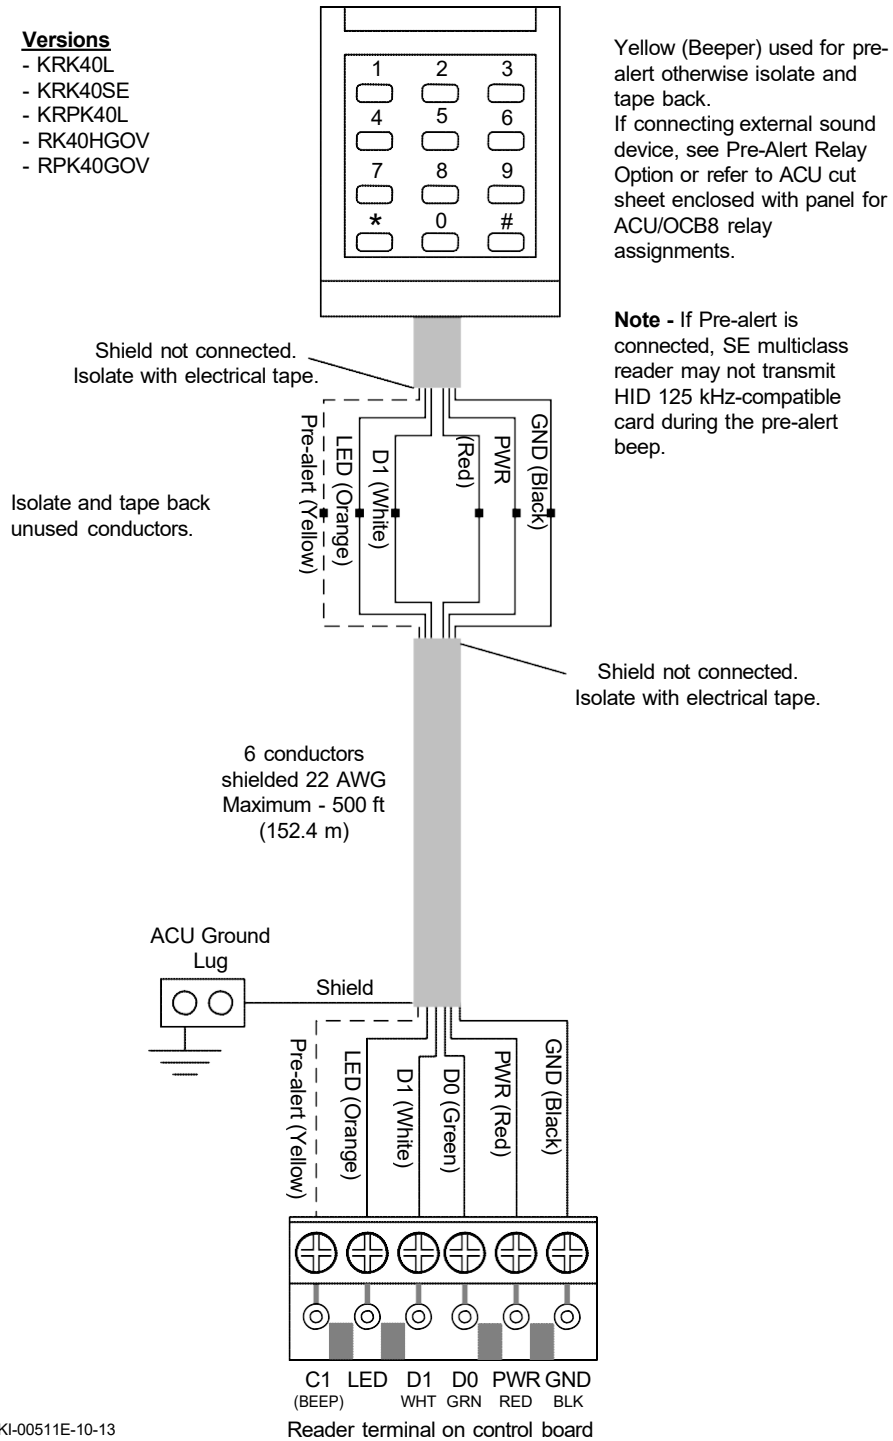 Versions
- KRK40L
- KRK40SE
- KRPK40L
- RK40HGOV
- RPK40GOV
1 2 3
4 5 6
7 8 9
* 0 #
Yellow (Beeper) used for pre-
alert otherwise isolate and
tape back.
If connecting external sound
device, see Pre-Alert Relay
Option or refer to ACU cut
sheet enclosed with panel for
ACU/OCB8 relay
assignments.
Note - If Pre-alert is
connected, SE multiclass
reader may not transmit
HID 125 kHz-compatible
card during the pre-alert
beep.
Shield not connected.
Isolate with electrical tape.
Pre-alert (Yellow)
LED (Orange)
D1 (White)
(Red)
PWR
GND (Black)
Isolate and tape back
unused conductors.
Shield not connected.
Isolate with electrical tape.
6 conductors
shielded 22 AWG
Maximum - 500 ft
(152.4 m)
ACU Ground
Lug
Shield
Pre-alert (Yellow)
LED (Orange)
D1 (White)
D0 (Green)
PWR (Red)
GND (Black)
C1 LED D1 D0 PWR GND
(BEEP) WHT GRN RED BLK
Reader terminal on control board
KI-00511E-10-13